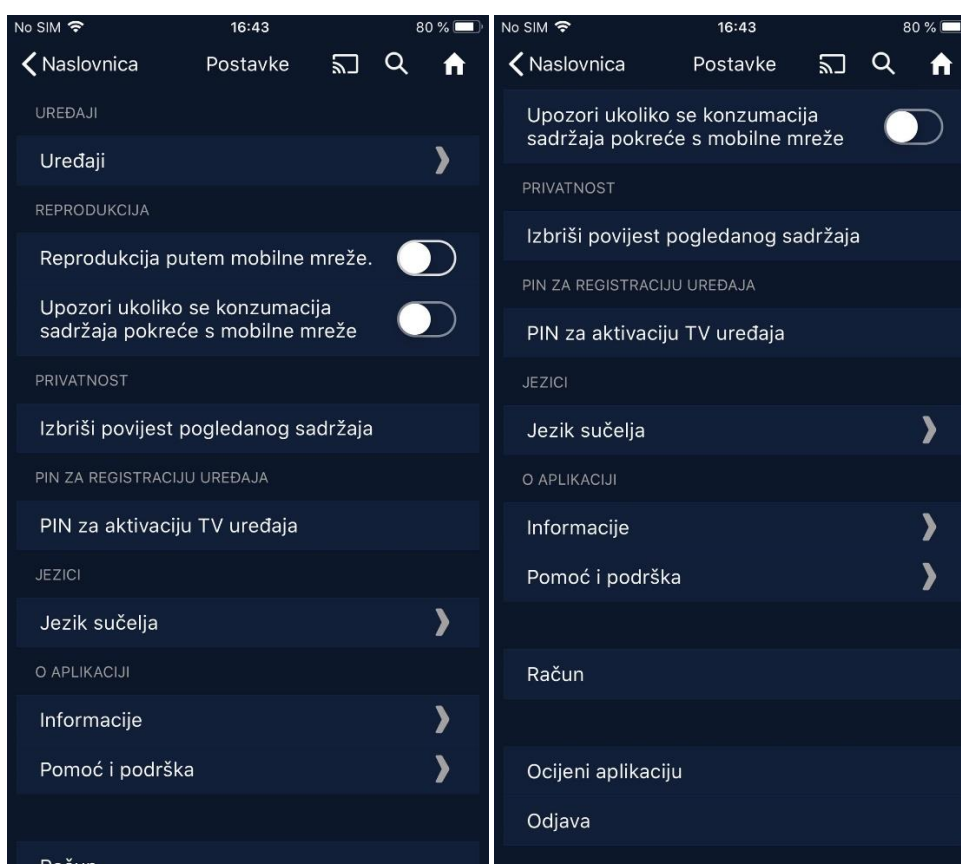 No SIM 16:43 80 %
Naslovnica Postavke
UREĐAJI
Uređaji
REPRODUKCIJA
Reprodukcija putem mobilne mreže.
Upozori ukoliko se konzumacija
sadržaja pokreće s mobilne mreže
PRIVATNOST
Izbriši povijest pogledanog sadržaja
PIN ZA REGISTRACIJU UREĐAJA
PIN za aktivaciju TV uređaja
JEZICI
Jezik sučelja
O APLIKACIJI
Informacije
Pomoć i podrška
Račun
No SIM 16:43 80 %
Naslovnica Postavke
Upozori ukoliko se konzumacija
sadržaja pokreće s mobilne mreže
PRIVATNOST
Izbriši povijest pogledanog sadržaja
PIN ZA REGISTRACIJU UREĐAJA
PIN za aktivaciju TV uređaja
JEZICI
Jezik sučelja
O APLIKACIJI
Informacije
Pomoć i podrška
Račun
Ocijeni aplikaciju
Odjava